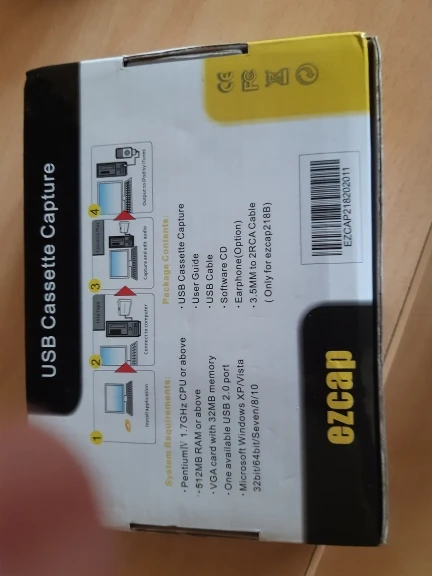 USB Cassette Capture
1
Install application
2
Connect to computer
3
Capture and edit audio
4
Output to iPod by iTunes
System Requirements:
· Pentium IV 1.7GHz CPU or above
· 512MB RAM or above
· VGA card with 32MB memory
· One available USB 2.0 port
· Microsoft Windows XP/Vista
32bit/64bit/Seven/8/10
Package Contents:
· USB Cassette Capture
· User Guide
· USB Cable
· Software CD
· Earphone(Option)
· 3.5MM to 2RCA Cable
( Only for ezcap218B)
ezcap
EZCAP218202011
CE FC